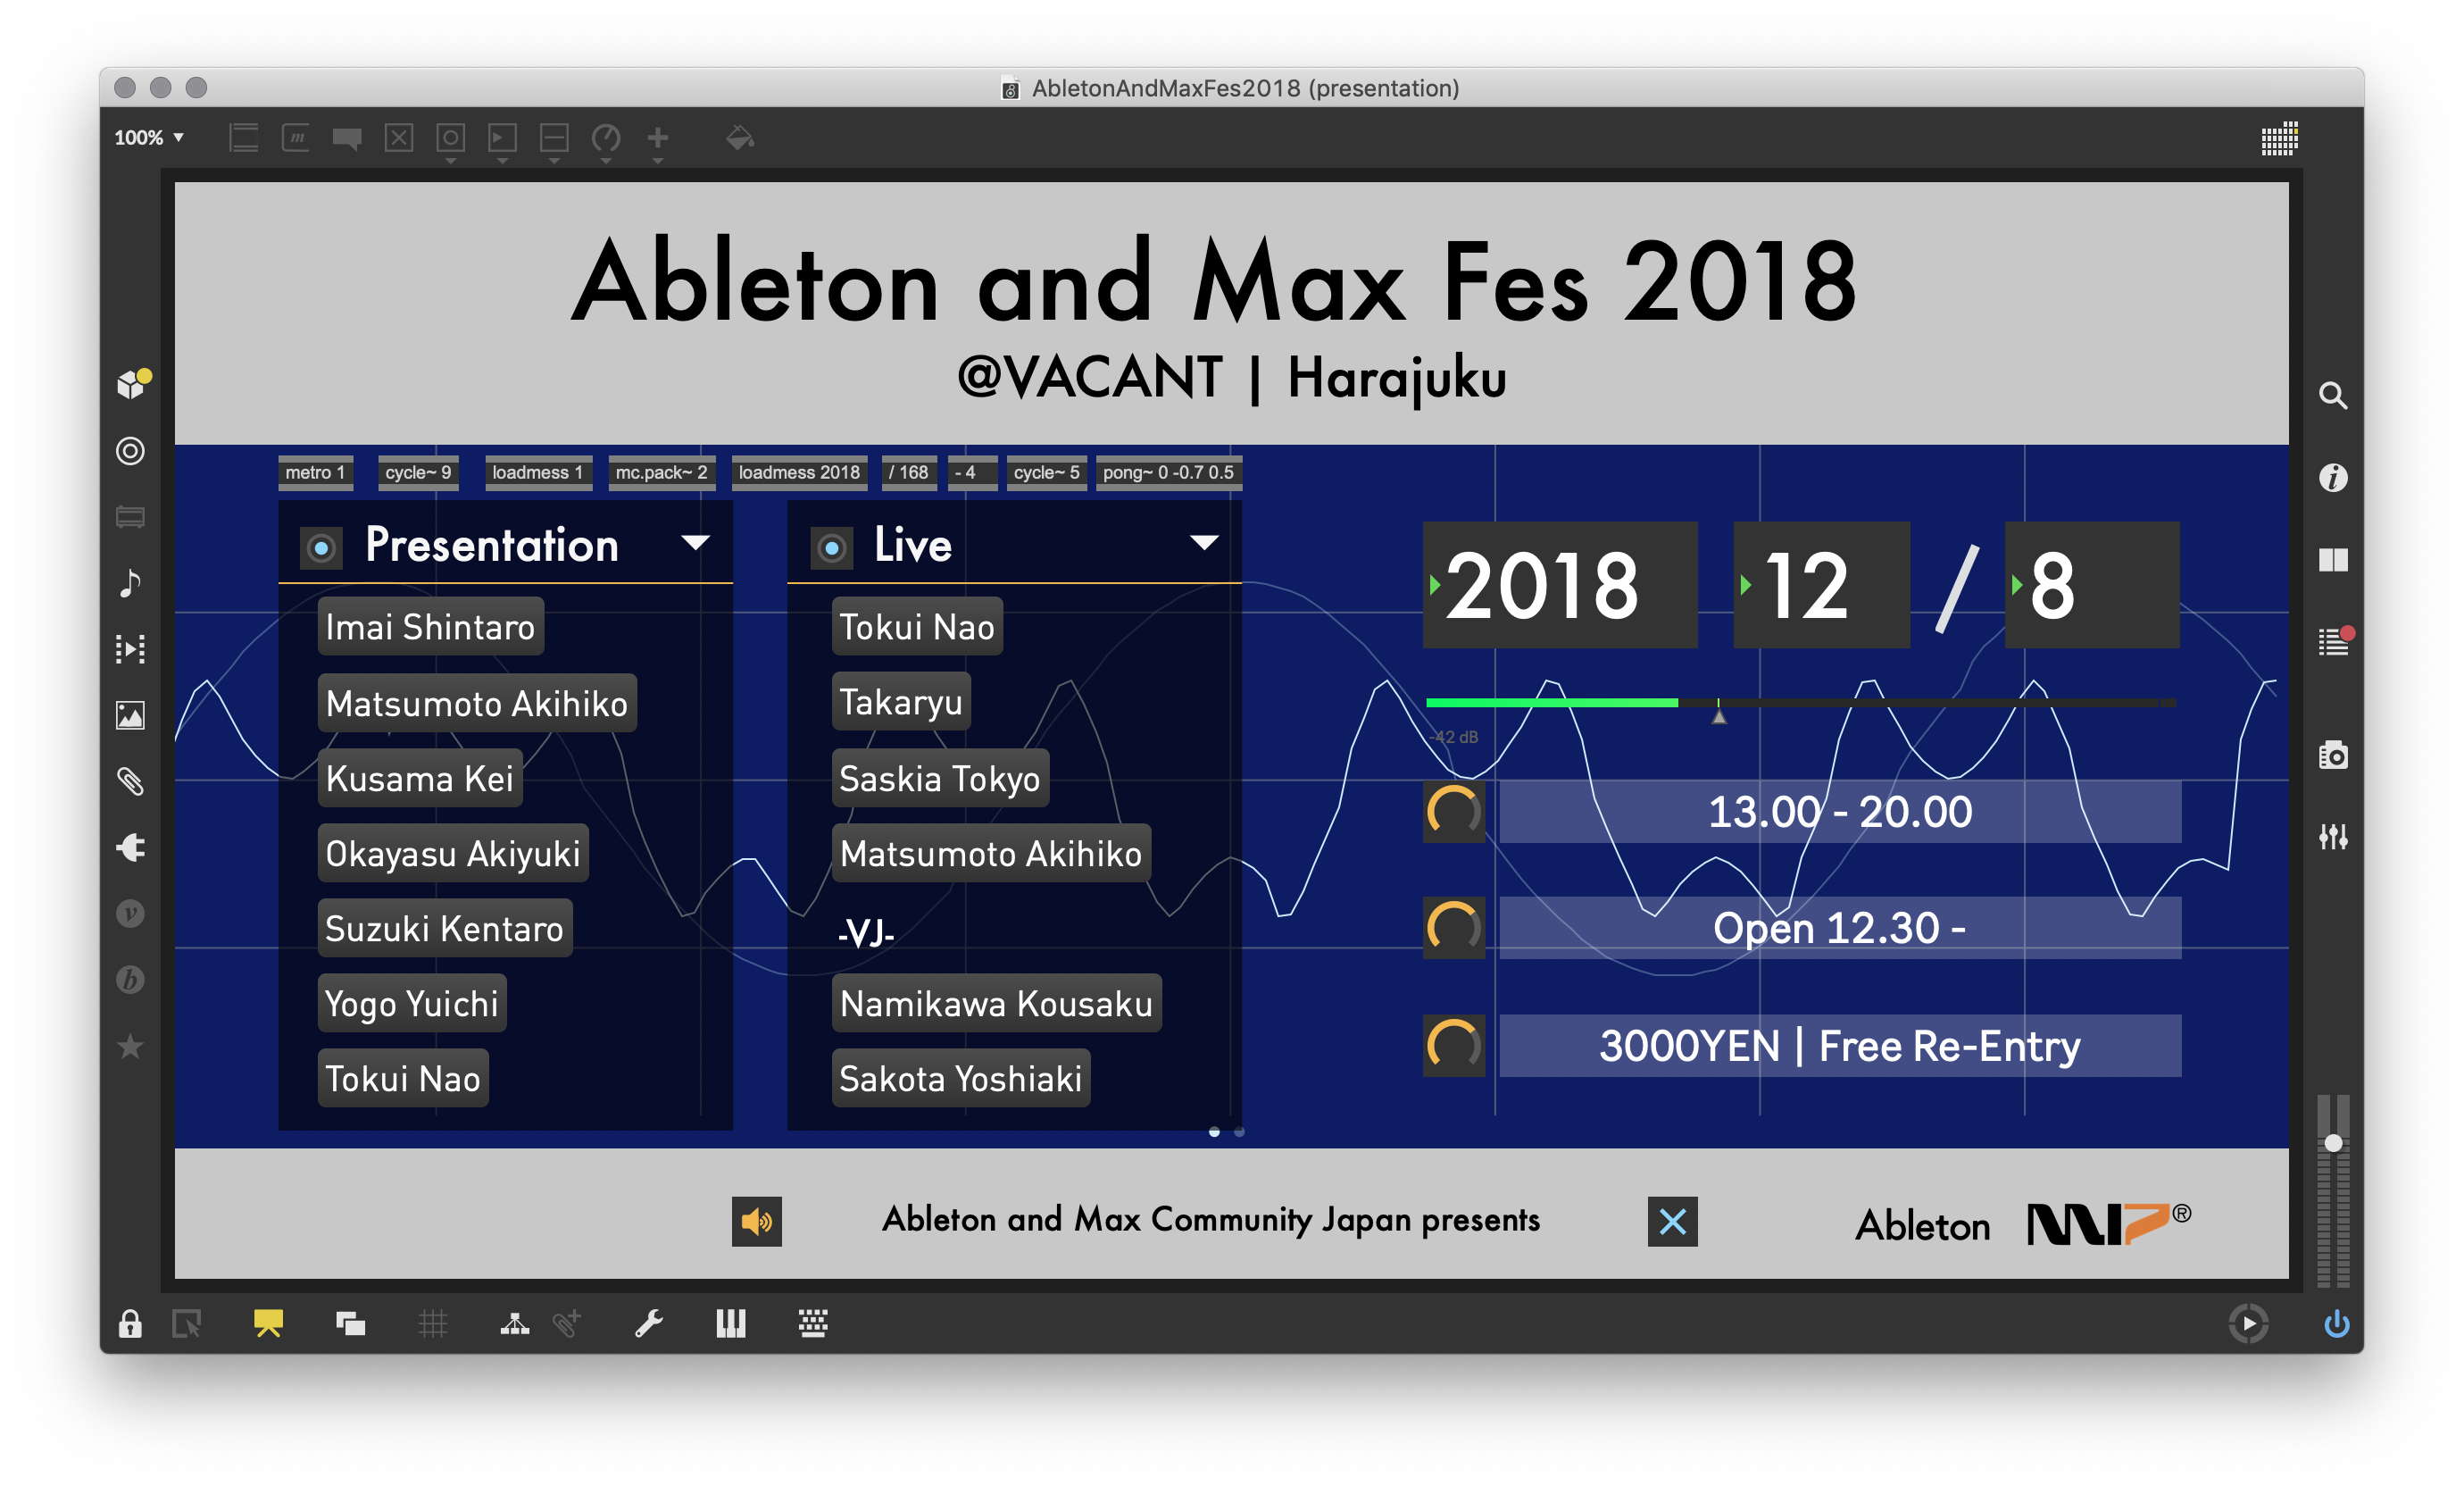 AbletonAndMaxFes2018 (presentation)
100%
Ableton and Max Fes 2018
@VACANT | Harajuku
metro 1 cycle~ 9 loadmess 1 mc.pack~ 2 loadmess 2018 / 168 - 4 cycle~ 5 pong~ 0 -0.7 0.5
Presentation
Imai Shintaro
Matsumoto Akihiko
Kusama Kei
Okayasu Akiyuki
Suzuki Kentaro
Yogo Yuichi
Tokui Nao
Live
Tokui Nao
Takaryu
Saskia Tokyo
Matsumoto Akihiko
-VJ-
Namikawa Kousaku
Sakota Yoshiaki
2018 12 / 8
-42 dB
13.00 - 20.00
Open 12.30 -
3000YEN | Free Re-Entry
Ableton and Max Community Japan presents
Ableton MI7®